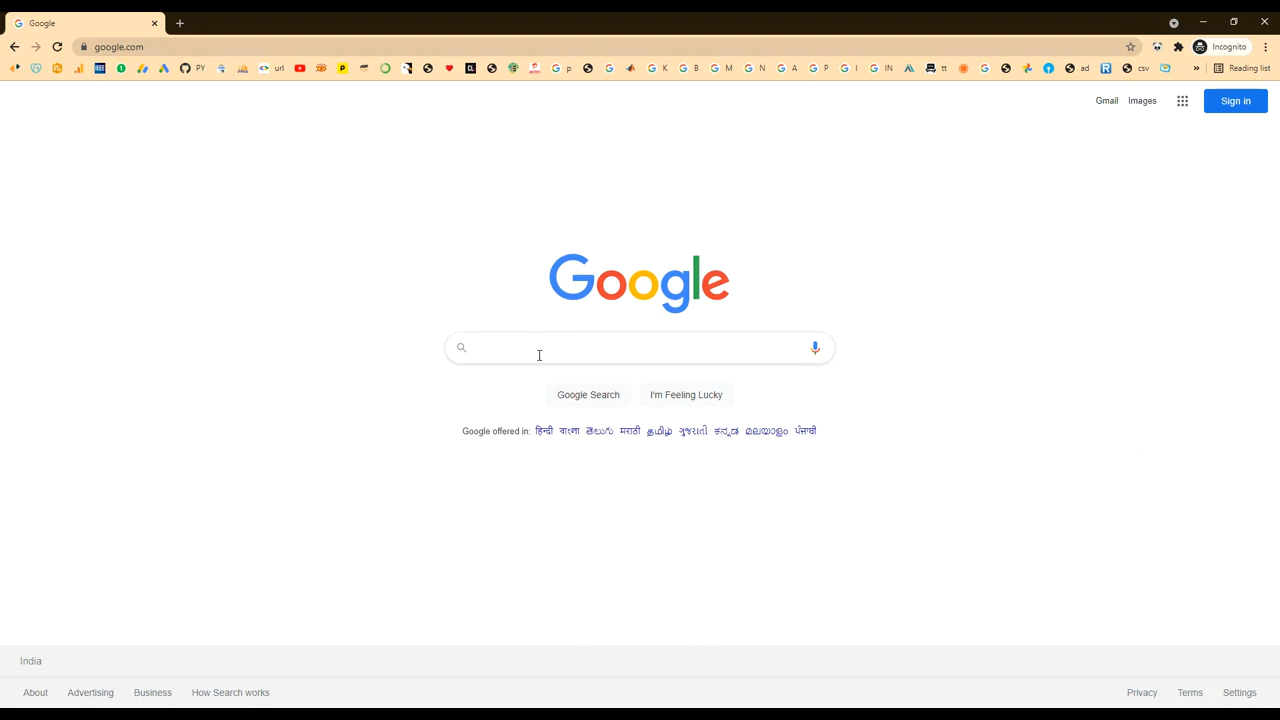 Google
google.com
Incognito
PY url p K B M N A P I IN tt ad csv Reading list
Gmail Images Sign in
Google
Google Search I'm Feeling Lucky
Google offered in: हिन्दी বাংলা తెలుగు मराठी தமிழ் ગુજરાતી ಕನ್ನಡ മലയാളം ਪੰਜਾਬੀ
India
About Advertising Business How Search works Privacy Terms Settings